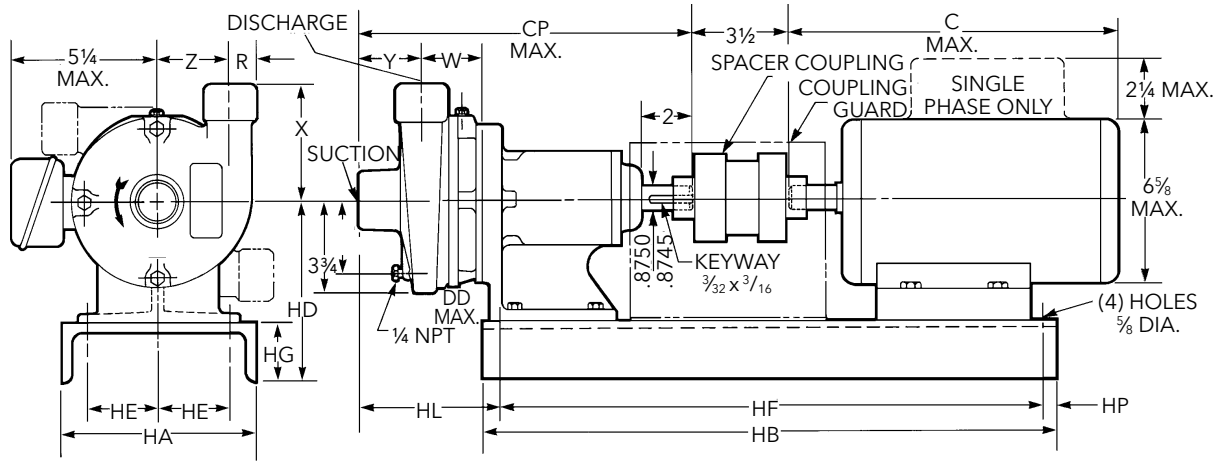 DISCHARGE
CP
MAX.
3½
C
MAX.
5¼
MAX.
Z
R
Y
W
SPACER COUPLING
COUPLING
GUARD
SINGLE
PHASE ONLY
2¼ MAX.
2
X
SUCTION
6⅝
MAX.
3¾
HD
DD
MAX.
.8750
.8745
KEYWAY
3/32 x 3/16
¼ NPT
(4) HOLES
⅝ DIA.
HG
HE
HE
HA
HL
HF
HP
HB